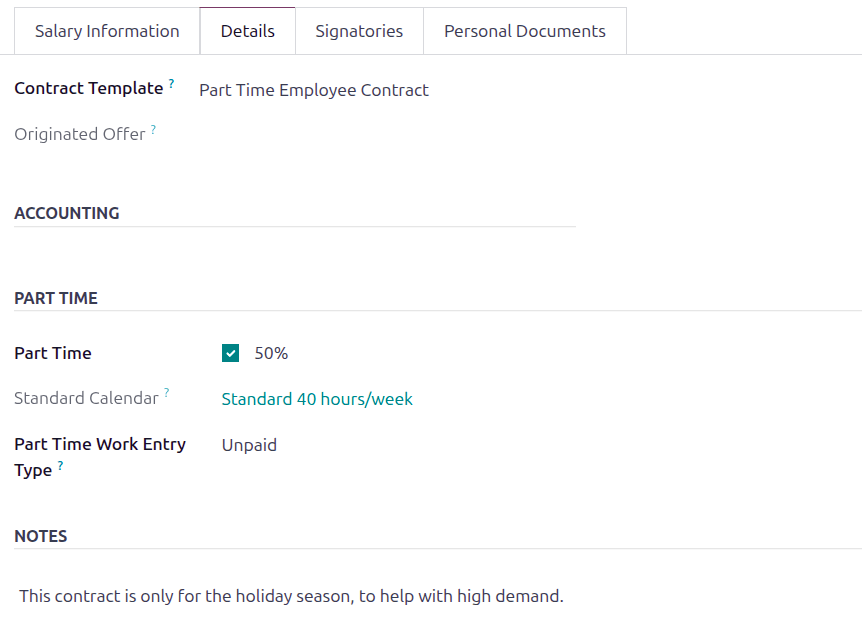 Salary Information Details Signatories Personal Documents
Contract Template ? Part Time Employee Contract
Originated Offer ?
ACCOUNTING
PART TIME
Part Time 50%
Standard Calendar ? Standard 40 hours/week
Part Time Work Entry Unpaid
Type ?
NOTES
This contract is only for the holiday season, to help with high demand.